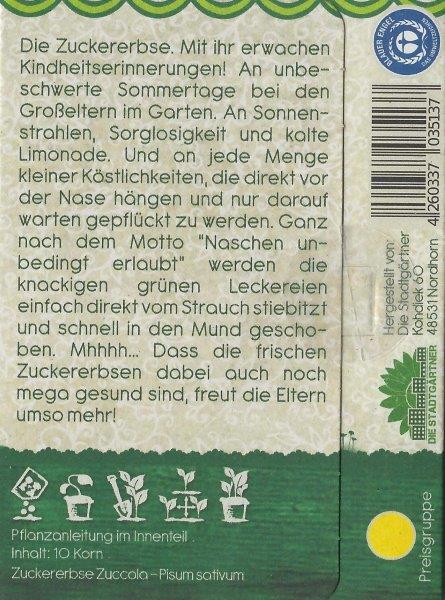 Die Zuckererbse. Mit ihr erwachen
Kindheitserinnerungen! An unbe-
schwerte Sommertage bei den
Großeltern im Garten. An Sonnen-
strahlen, Sorglosigkeit und kalte
Limonade. Und an jede Menge
kleiner Köstlichkeiten, die direkt vor
der Nase hängen und nur darauf
warten gepflückt zu werden. Ganz
nach dem Motto "Naschen un-
bedingt erlaubt" werden die
knackigen grünen Leckereien
einfach direkt vom Strauch stiebitzt
und schnell in den Mund gescho-
ben. Mhhhh... Dass die frischen
Zuckererbsen dabei auch noch
mega gesund sind, freut die Eltern
umso mehr!
Pflanzanleitung im Innenteil
Inhalt: 10 Korn
Zuckererbse Zuccola – Pisum sativum
BLAUER ENGEL
4 260337 035137
Hergestellt von:
Die Stadtgärtner
Kohdiek 60
48531 Nordhorn
DIE STADTGÄRTNER
Preisgruppe